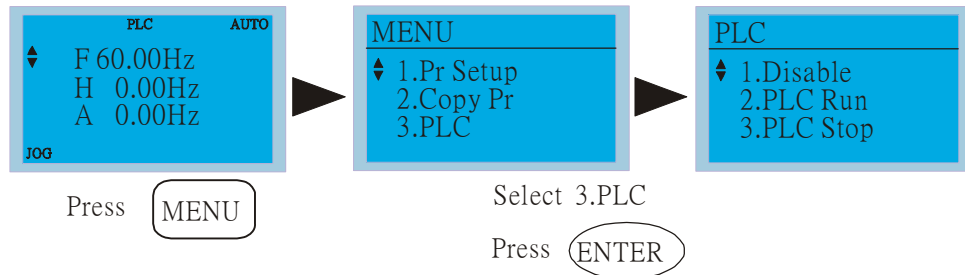 PLC AUTO
F 60.00Hz
H 0.00Hz
A 0.00Hz
JOG
Press MENU
MENU
1.Pr Setup
2.Copy Pr
3.PLC
Select 3.PLC
Press ENTER
PLC
1.Disable
2.PLC Run
3.PLC Stop